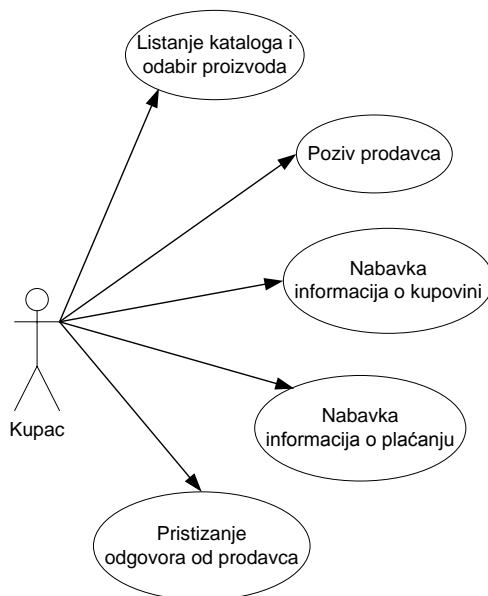 Listanje kataloga i
odabir proizvoda
Poziv prodavca
Nabavka
informacija o kupovini
Kupac
Nabavka
informacija o plaćanju
Pristizanje
odgovora od prodavca